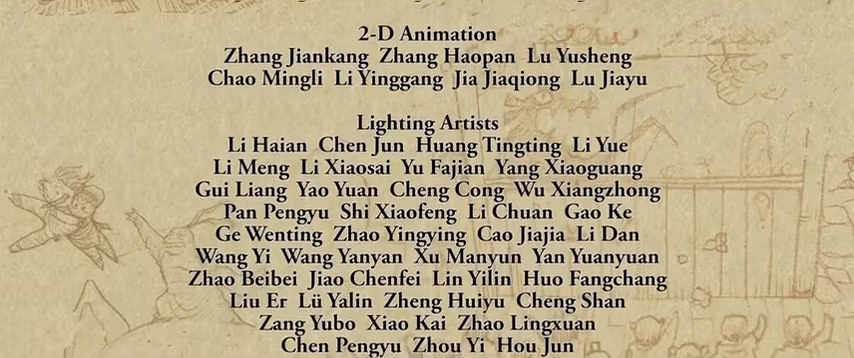 2-D Animation
Zhang Jiankang Zhang Haopan Lu Yusheng
Chao Mingli Li Yinggang Jia Jiaqiong Lu Jiayu
Lighting Artists
Li Haian Chen Jun Huang Tingting Li Yue
Li Meng Li Xiaosai Yu Fajian Yang Xiaoguang
Gui Liang Yao Yuan Cheng Cong Wu Xiangzhong
Pan Pengyu Shi Xiaofeng Li Chuan Gao Ke
Ge Wenting Zhao Yingying Cao Jiajia Li Dan
Wang Yi Wang Yanyan Xu Manyun Yan Yuanyuan
Zhao Beibei Jiao Chenfei Lin Yilin Huo Fangchang
Liu Er Lü Yalin Zheng Huiyu Cheng Shan
Zang Yubo Xiao Kai Zhao Lingxuan
Chen Pengyu Zhou Yi Hou Jun